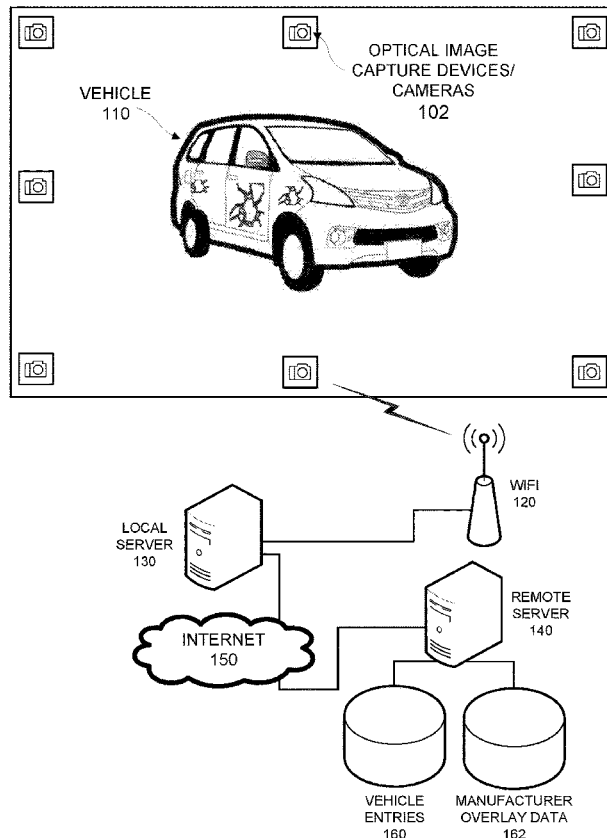 OPTICAL IMAGE
CAPTURE DEVICES/
CAMERAS
102
VEHICLE
110
WIFI
120
LOCAL
SERVER
130
REMOTE
SERVER
140
INTERNET
150
VEHICLE
ENTRIES
160
MANUFACTURER
OVERLAY DATA
162